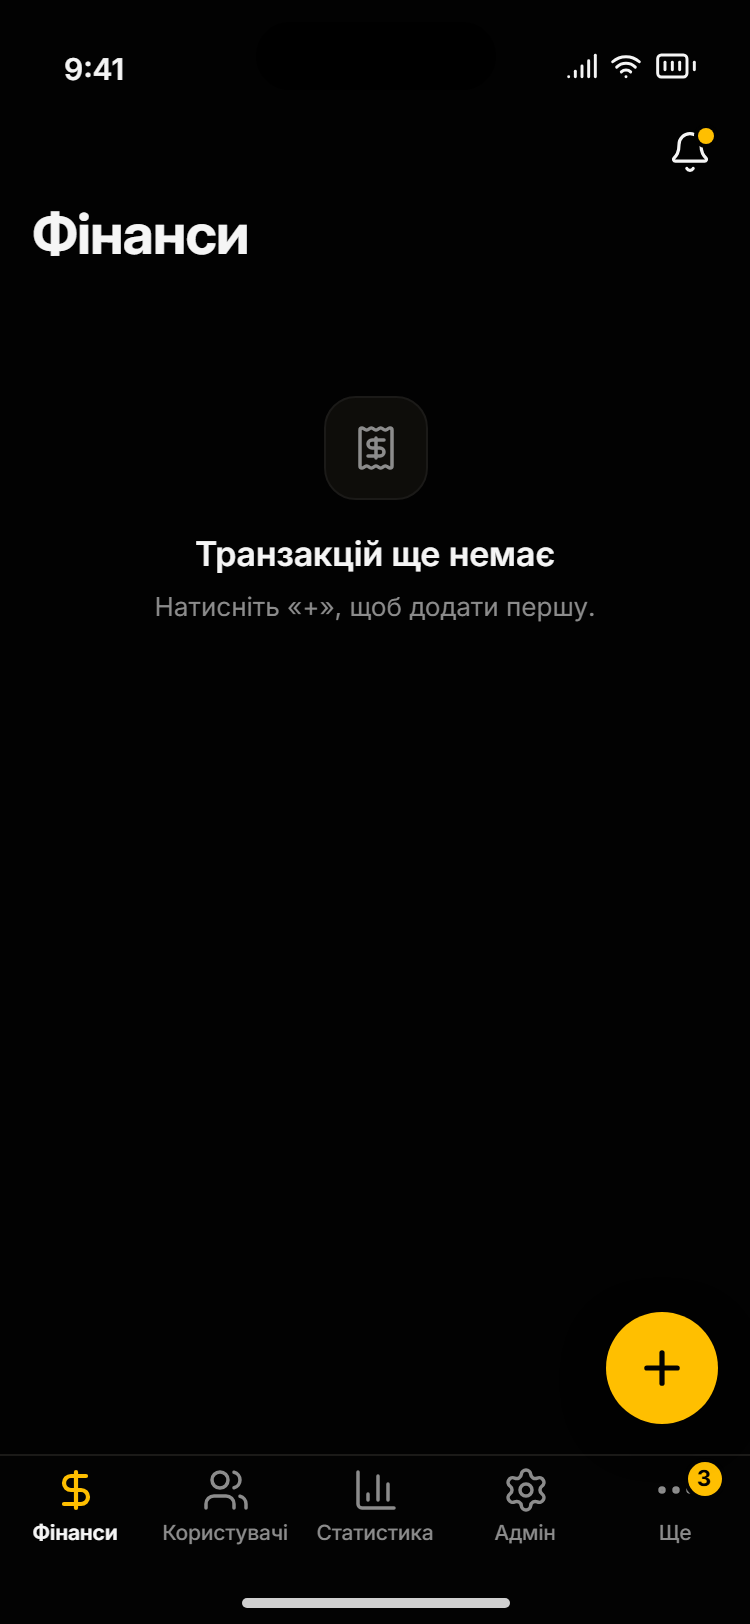 9:41
Фінанси
Транзакцій ще немає
Натисніть «+», щоб додати першу.
3
Фінанси
Користувачі
Статистика
Адмін
Ще